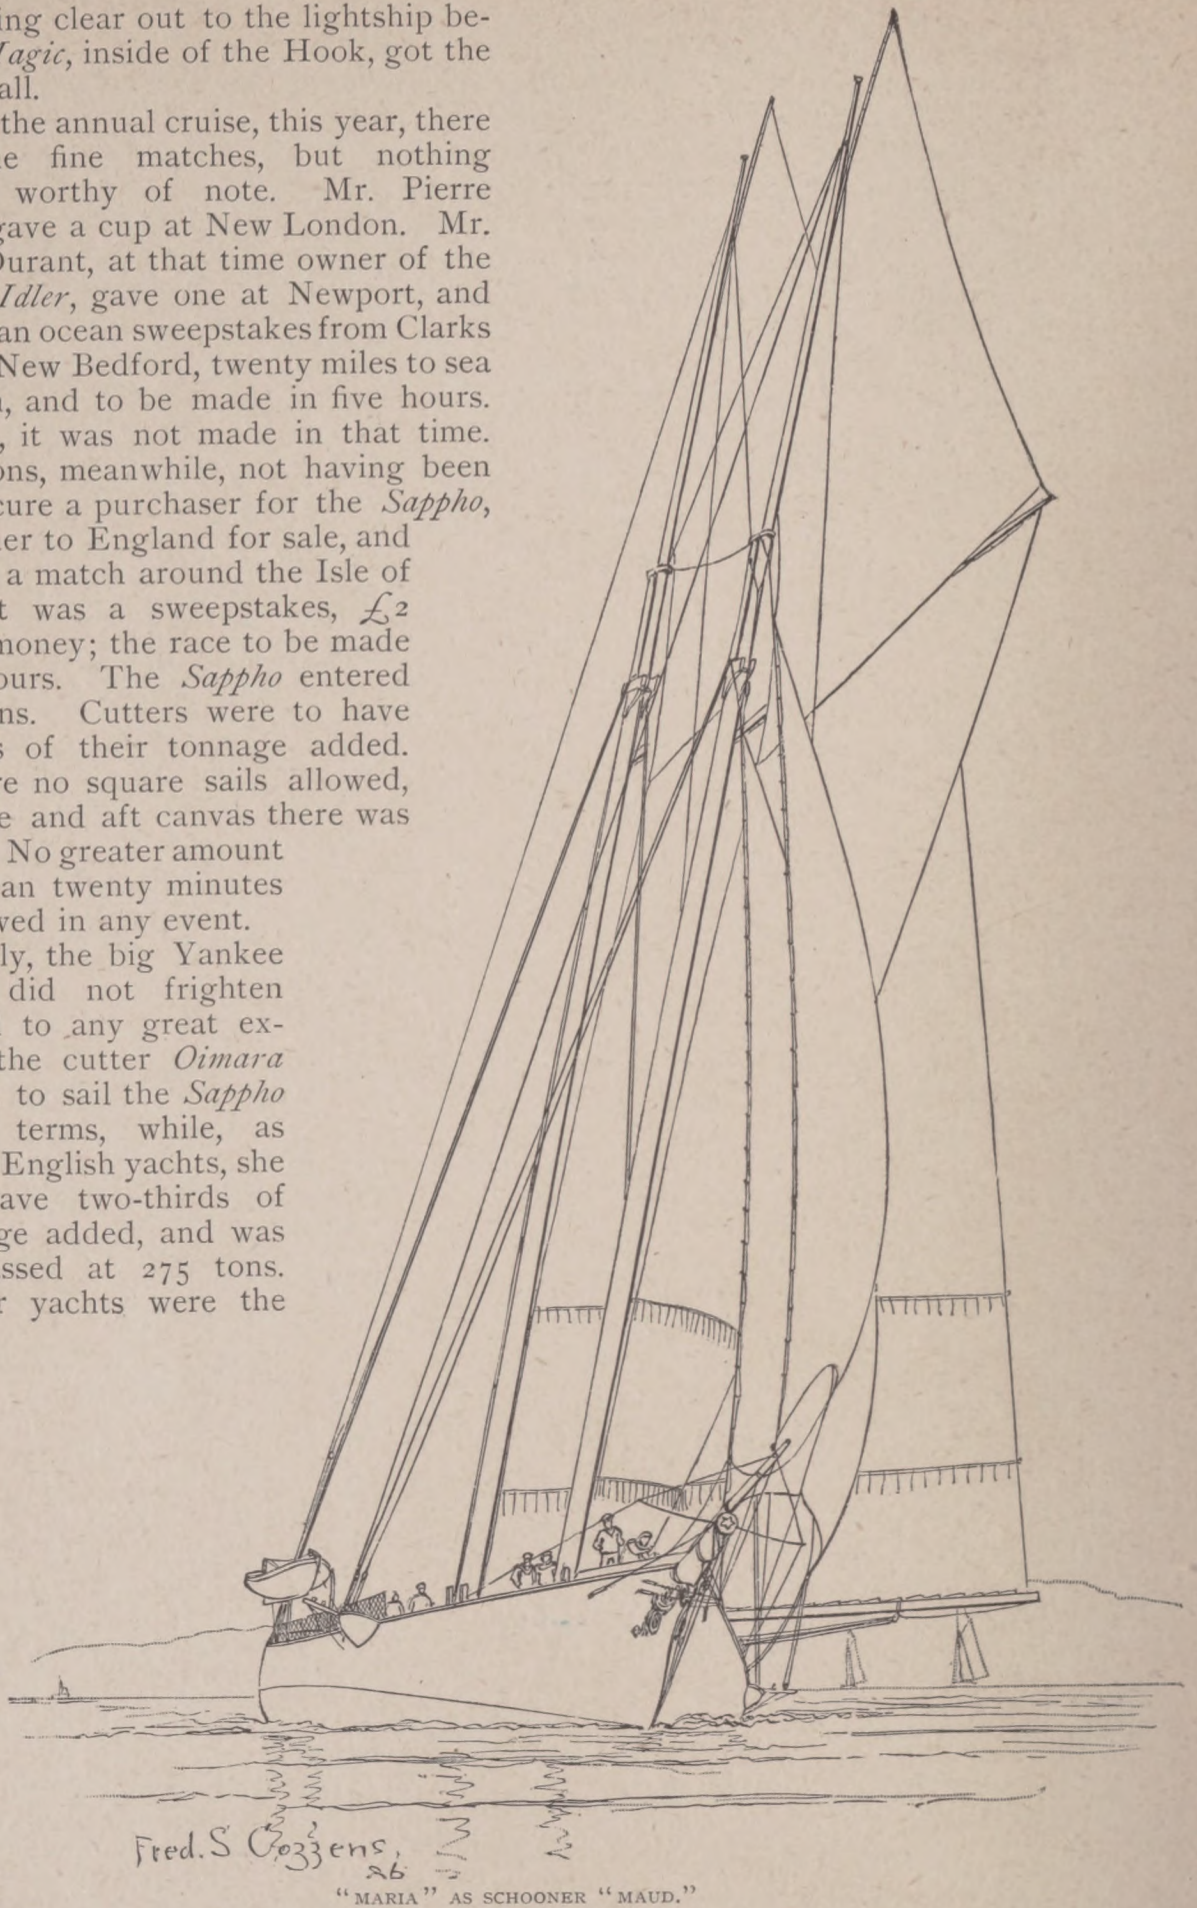 ing clear out to the lightship be-
agic, inside of the Hook, got the
all.
the annual cruise, this year, there
e fine matches, but nothing
worthy of note. Mr. Pierre
gave a cup at New London. Mr.
Durant, at that time owner of the
Idler, gave one at Newport, and
an ocean sweepstakes from Clarks
New Bedford, twenty miles to sea
, and to be made in five hours.
, it was not made in that time.
ons, meanwhile, not having been
cure a purchaser for the Sappho,
er to England for sale, and
a match around the Isle of
t was a sweepstakes, £2
money; the race to be made
ours. The Sappho entered
ns. Cutters were to have
s of their tonnage added.
re no square sails allowed,
e and aft canvas there was
No greater amount
an twenty minutes
wed in any event.
ly, the big Yankee
did not frighten
to any great ex-
the cutter Oimara
to sail the Sappho
terms, while, as
English yachts, she
ave two-thirds of
ge added, and was
ssed at 275 tons.
r yachts were the
Fred. S Cozzens.
86
"MARIA" AS SCHOONER "MAUD."